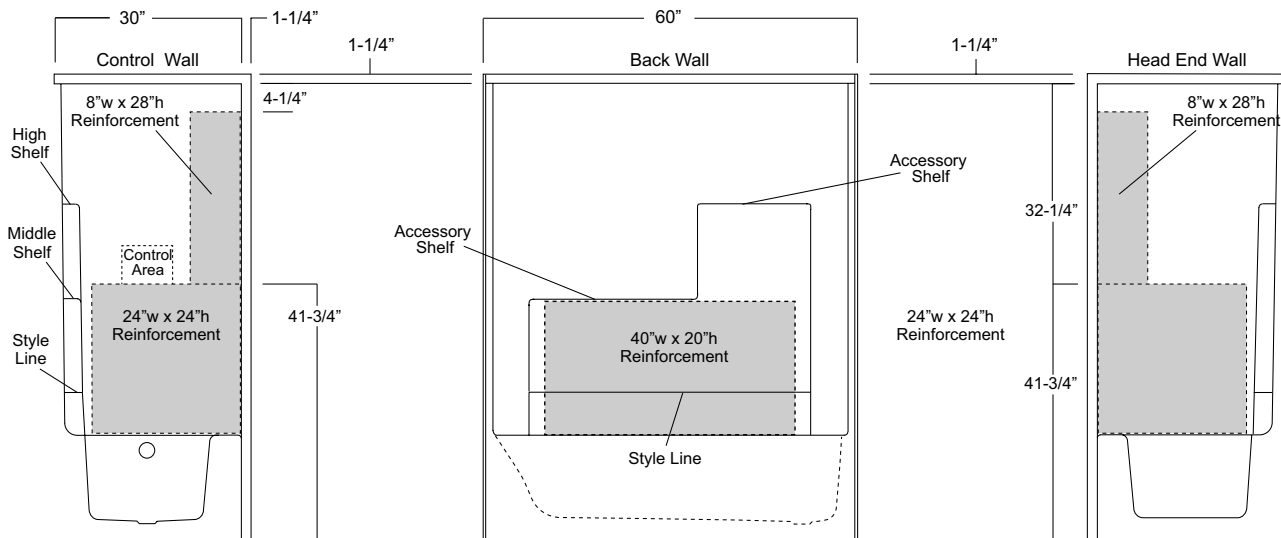 30”
1-1/4”
60”
1-1/4”
1-1/4”
Control Wall
Back Wall
Head End Wall
8”w x 28”h
Reinforcement
4-1/4”
8”w x 28”h
Reinforcement
High
Shelf
Accessory
Shelf
Middle
Shelf
Accessory
Shelf
32-1/4”
Control
Area
24”w x 24”h
Reinforcement
41-3/4”
40”w x 20”h
Reinforcement
24”w x 24”h
Reinforcement
Style
Line
41-3/4”
Style Line